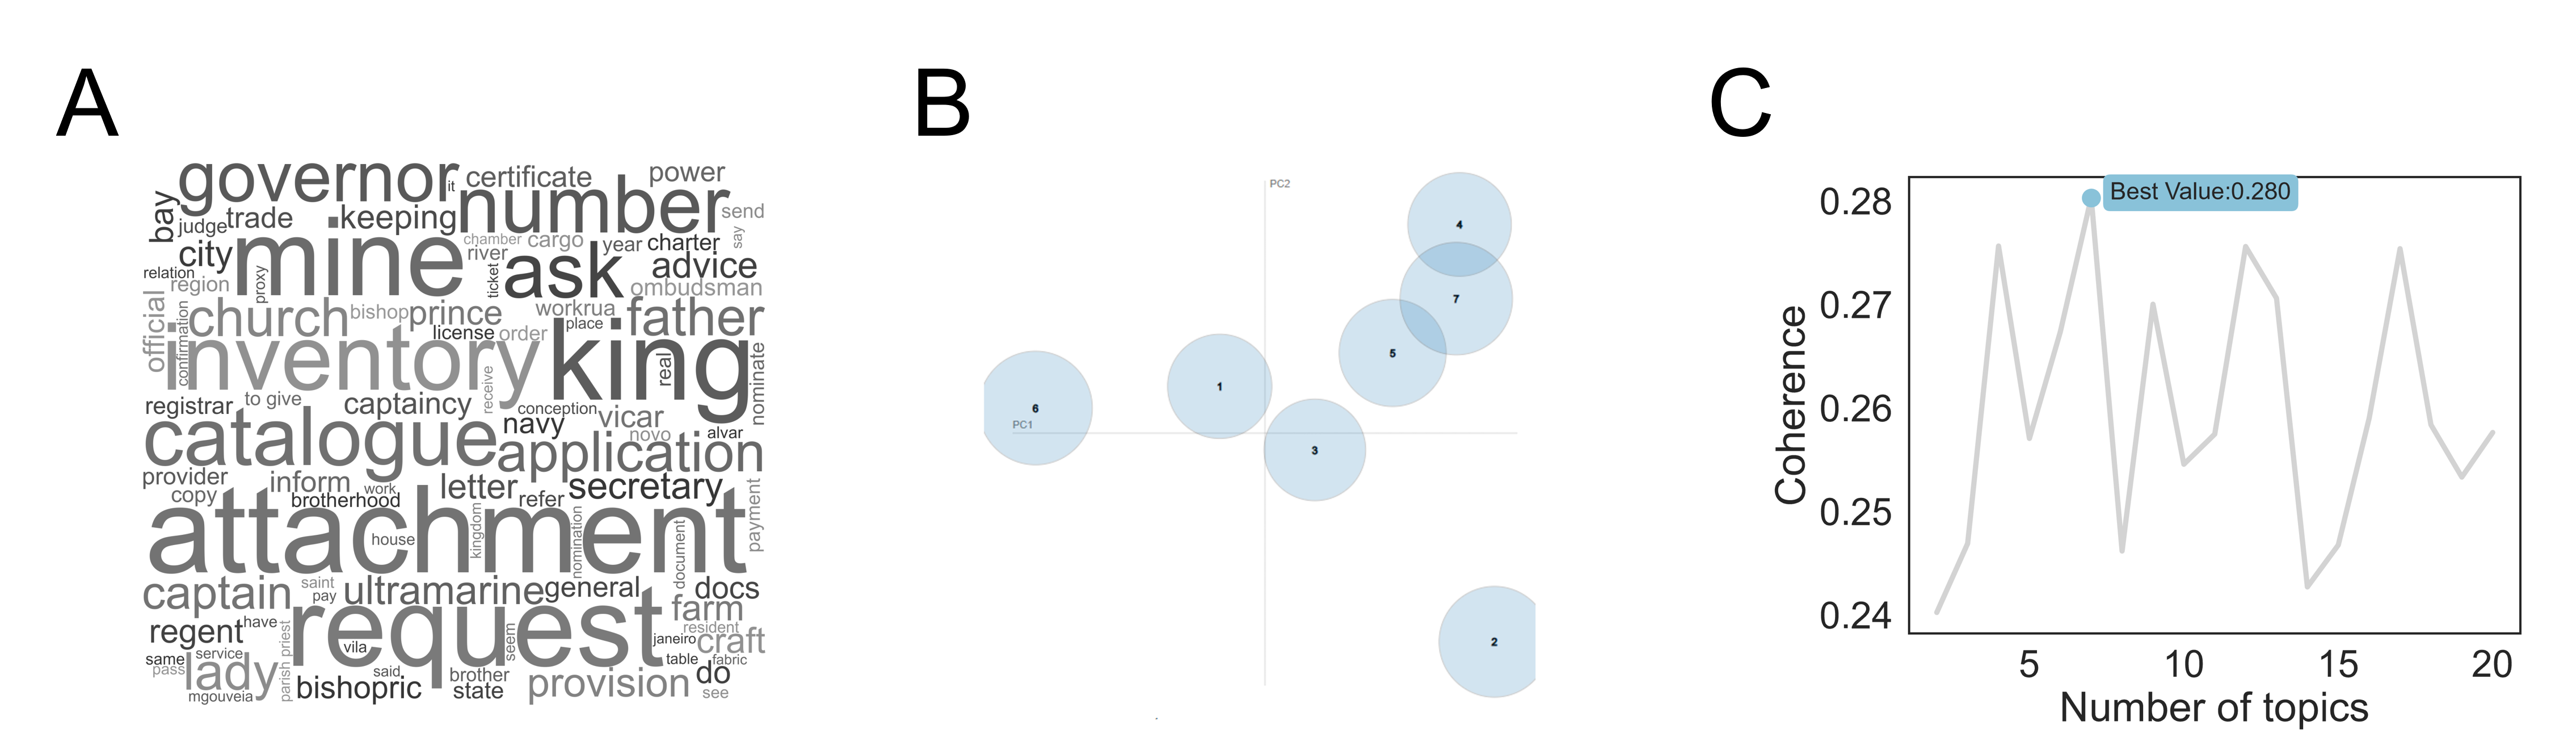 A
governor
it
certificate
power
bay
number
send
judge
trade
keeping
say
mine
chamber
cargo
year
charter
city
river
ticket
ask
advice
relation
region
proxy
ombudsman
official
confirmation
church
bishop
prince
workrua
place
father
license
order
inventory
king
real
nominate
receive
registrar
to give
captaincy
conception
vicar
navy
novo
alvar
catalogue
application
provider
inform
work
copy
brotherhood
letter
refer
secretary
payment
attachment
house
kingdom
nomination
document
captain
saint
pay
ultramarine
general
docs
farm
request
regent
have
parish priest
vila
seem
resident
janeiro
craft
same
service
pass
lady
mgouveia
said
bishopric
brother
state
provision
table
fabric
do
see
B
PC2
4
7
5
1
6
PC1
3
2
C
Best Value:0.280
Coherence
0.28
0.27
0.26
0.25
0.24
5 10 15 20
Number of topics